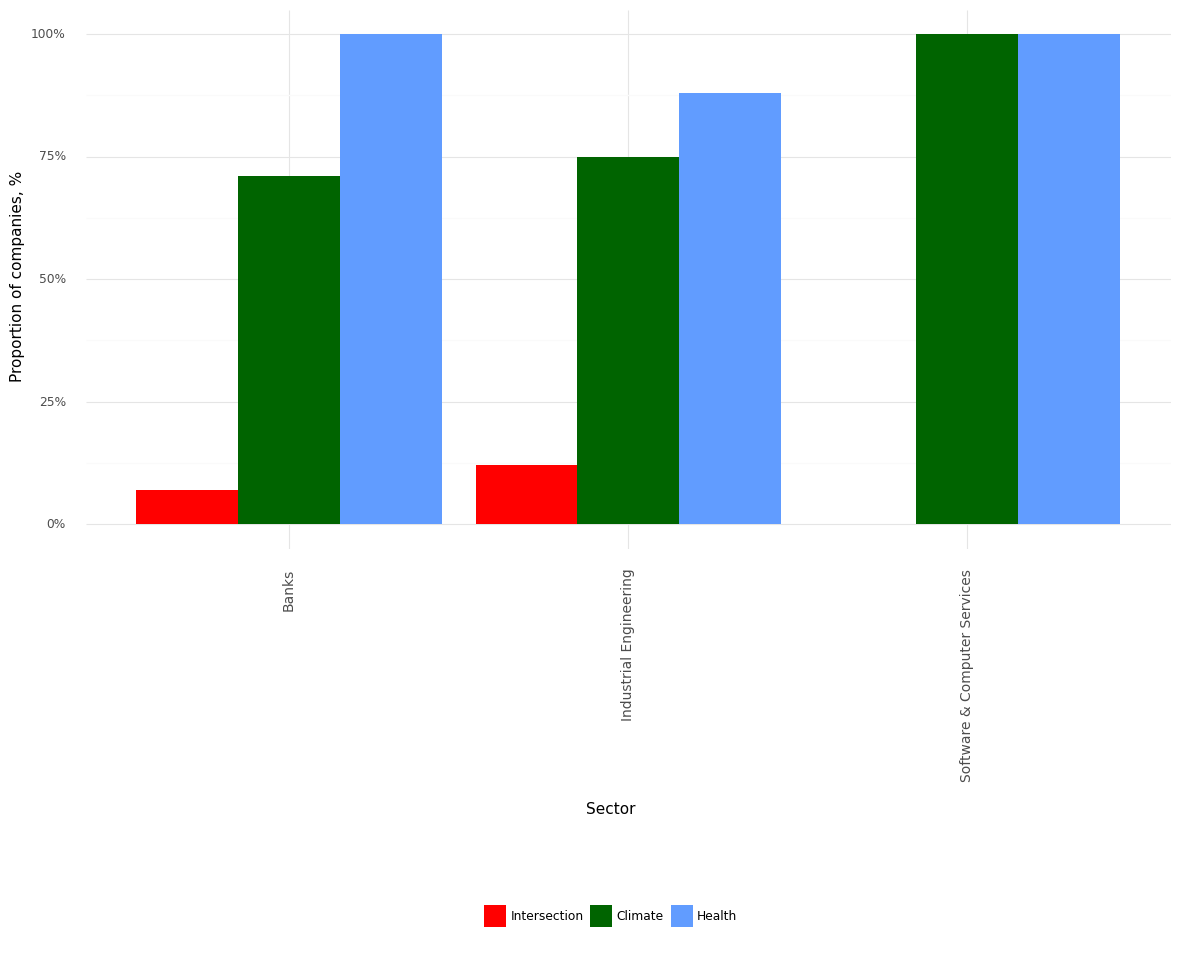 Proportion of companies, %
100%
75%
50%
25%
0%
Banks
Industrial Engineering
Software & Computer Services
Sector
Intersection
Climate
Health